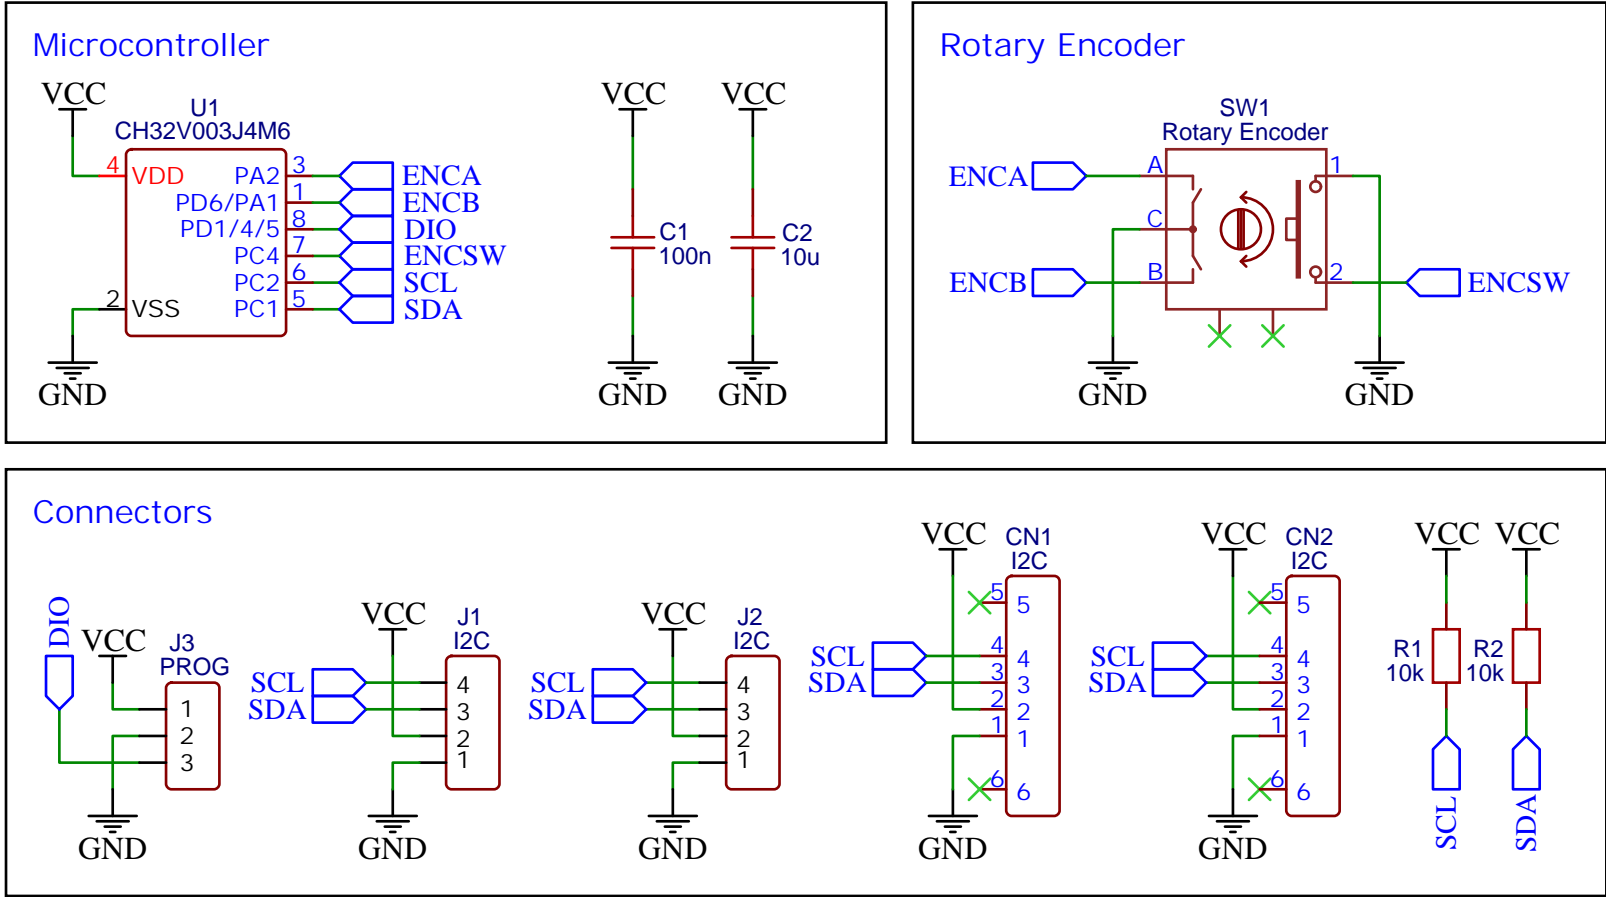 Microcontroller
VCC
U1
CH32V003J4M6
4 VDD
2 VSS
PA2 3 ENCA
PD6/PA1 1 ENCB
PD1/4/5 8 DIO
PC4 7 ENCSW
PC2 6 SCL
PC1 5 SDA
GND
VCC
C1
100n
GND
VCC
C2
10u
GND
Rotary Encoder
SW1
Rotary Encoder
ENCA A
C
ENCB B
1
2 ENCSW
GND
GND
Connectors
DIO
VCC
J3
PROG
1
2
3
GND
VCC
J1
I2C
SCL 4
SDA 3
2
1
GND
VCC
J2
I2C
SCL 4
SDA 3
2
1
GND
VCC
CN1
I2C
5 5
SCL 4 4
SDA 3 3
2 2
1 1
6 6
GND
VCC
CN2
I2C
5 5
SCL 4 4
SDA 3 3
2 2
1 1
6 6
GND
VCC
R1
10k
SCL
VCC
R2
10k
SDA